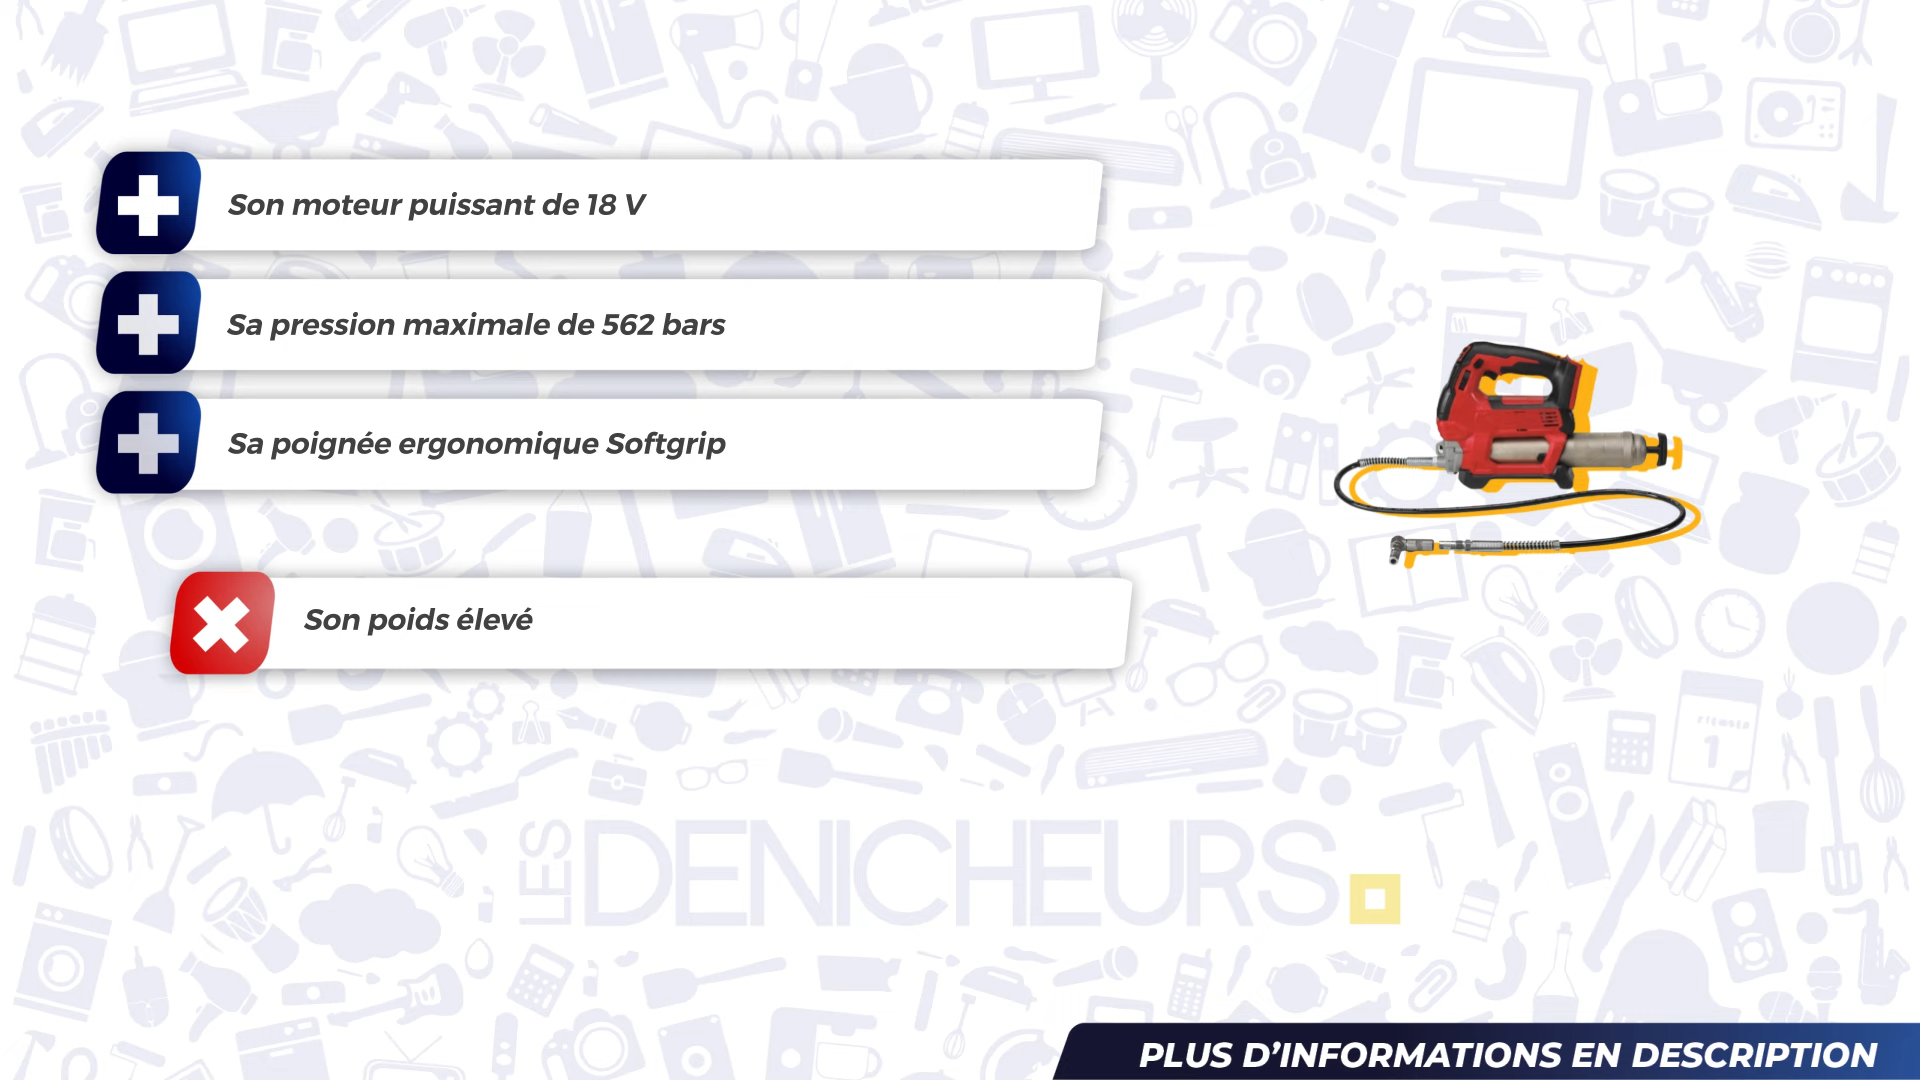 Son moteur puissant de 18 V
Sa pression maximale de 562 bars
Sa poignée ergonomique Softgrip
Son poids élevé
1
LES DENICHEURS
PLUS D'INFORMATIONS EN DESCRIPTION